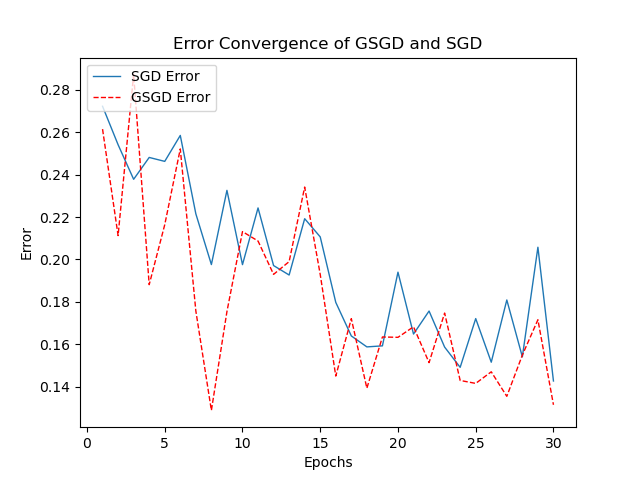 Error Convergence of GSGD and SGD
SGD Error
GSGD Error
Error
0.28
0.26
0.24
0.22
0.20
0.18
0.16
0.14
0 5 10 15 20 25 30
Epochs